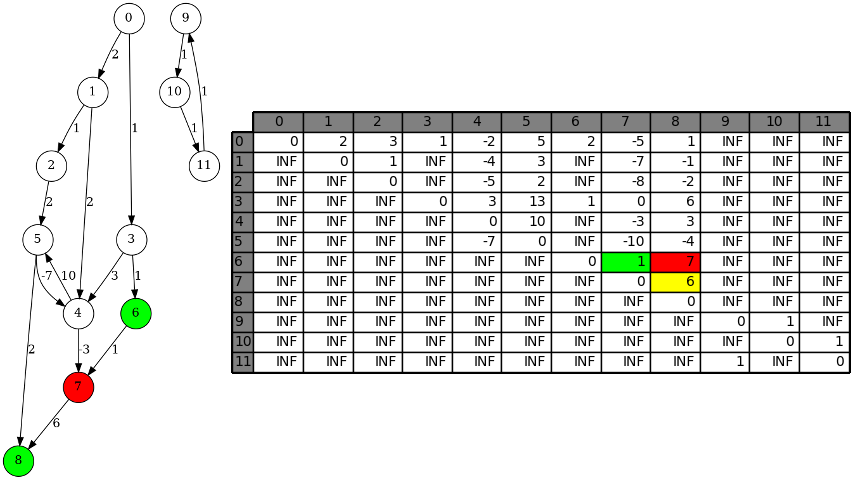 0
9
2
1
1
10
1
1
1
1
11
2
2
2
5
3
-7
10
3
1
4
6
2
-3
1
7
6
8
0 1 2 3 4 5 6 7 8 9 10 11
0 0 2 3 1 -2 5 2 -5 1 INF INF INF
1 INF 0 1 INF -4 3 INF -7 -1 INF INF INF
2 INF INF 0 INF -5 2 INF -8 -2 INF INF INF
3 INF INF INF 0 3 13 1 0 6 INF INF INF
4 INF INF INF INF 0 10 INF -3 3 INF INF INF
5 INF INF INF INF -7 0 INF -10 -4 INF INF INF
6 INF INF INF INF INF INF 0 1 7 INF INF INF
7 INF INF INF INF INF INF INF 0 6 INF INF INF
8 INF INF INF INF INF INF INF INF 0 INF INF INF
9 INF INF INF INF INF INF INF INF INF 0 1 INF
10 INF INF INF INF INF INF INF INF INF INF 0 1
11 INF INF INF INF INF INF INF INF INF 1 INF 0